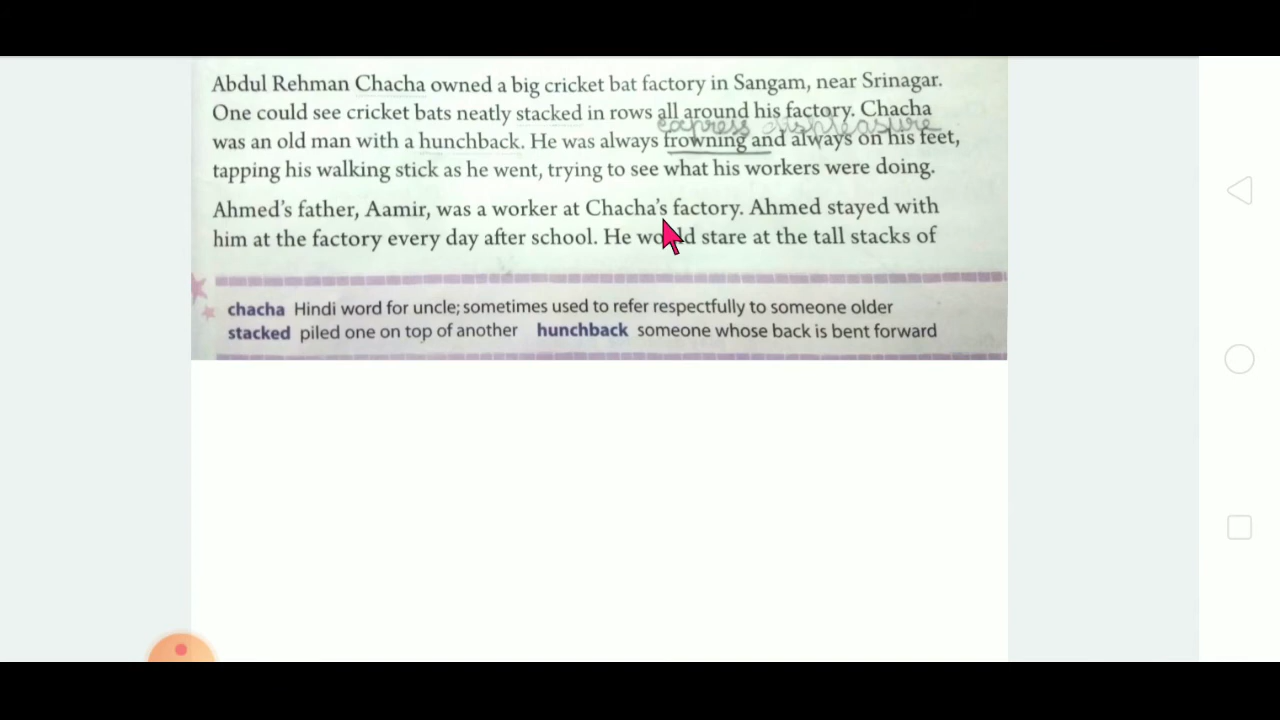 Abdul Rehman Chacha owned a big cricket bat factory in Sangam, near Srinagar.
One could see cricket bats neatly stacked in rows all around his factory. Chacha
express displeasure
was an old man with a hunchback. He was always frowning and always on his feet,
tapping his walking stick as he went, trying to see what his workers were doing.
Ahmed's father, Aamir, was a worker at Chacha's factory. Ahmed stayed with
him at the factory every day after school. He would stare at the tall stacks of
chacha Hindi word for uncle; sometimes used to refer respectfully to someone older
stacked piled one on top of another hunchback someone whose back is bent forward